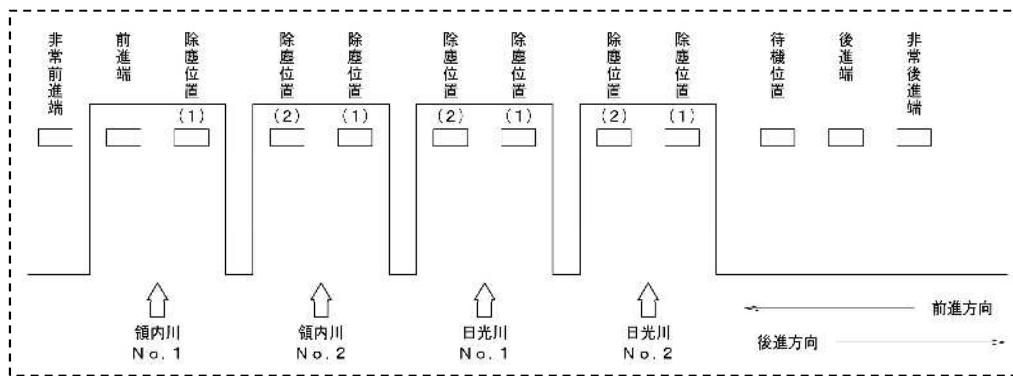 非常前進端
前進端
除塵位置
(1)
除塵位置
(2)
除塵位置
(1)
除塵位置
(2)
除塵位置
(1)
除塵位置
(2)
除塵位置
(1)
待機位置
後進端
非常後進端
領内川
No.1
領内川
No.2
日光川
No.1
日光川
No.2
前進方向
後進方向